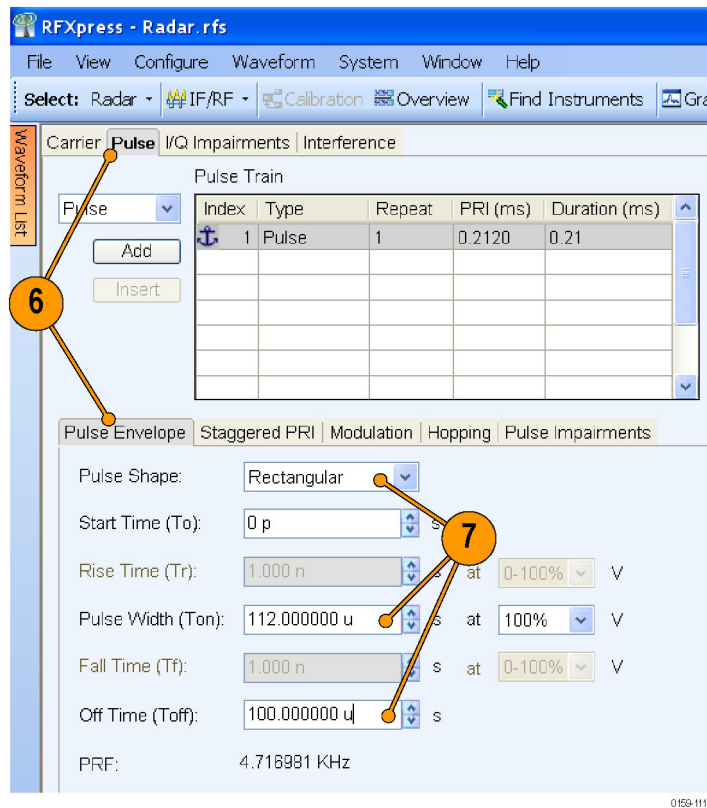 RFXpress - Radar.rfs
File View Configure Waveform System Window Help
Select: Radar IF/RF Calibration Overview Find Instruments Gra
Waveform List
Carrier Pulse I/Q Impairments Interference
Pulse Train
Pulse
Index Type Repeat PRI (ms) Duration (ms)
1 Pulse 1 0.2120 0.21
Add
Insert
6
Pulse Envelope Staggered PRI Modulation Hopping Pulse Impairments
Pulse Shape: Rectangular
Start Time (To): 0 p s
7
Rise Time (Tr): 1.000 n s at 0-100% V
Pulse Width (Ton): 112.000000 u s at 100% V
Fall Time (Tf): 1.000 n s at 0-100% V
Off Time (Toff): 100.000000 u s
PRF: 4.716981 KHz
0159-111